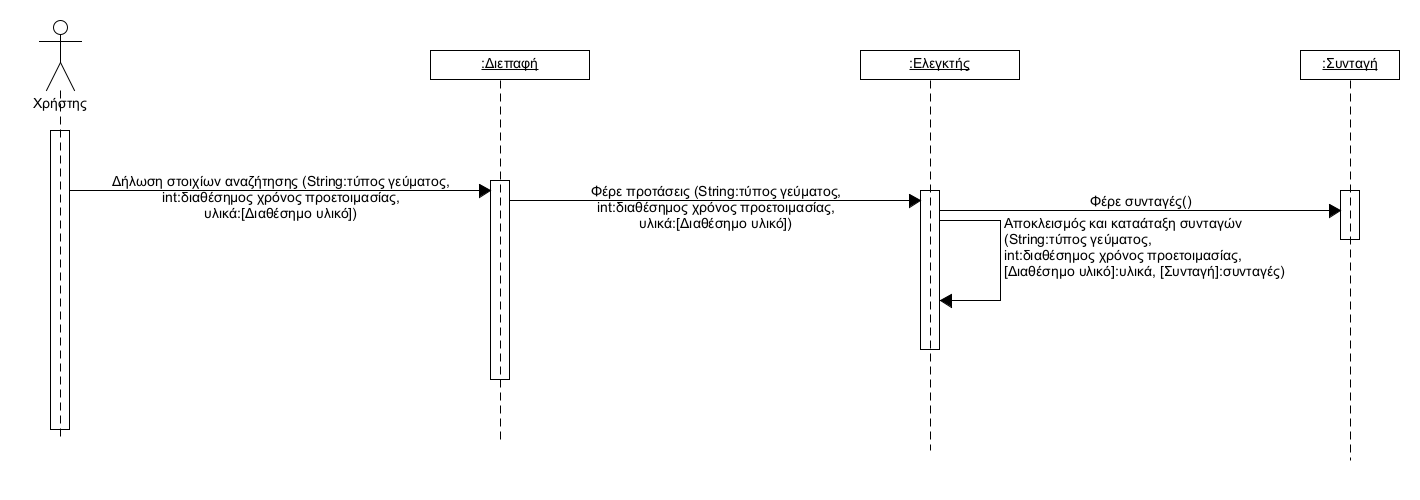 Χρήστης
:Διεπαφή
:Ελεγκτής
:Συνταγή
Δήλωση στοιχίων αναζήτησης (String:τύπος γεύματος,
int:διαθέσημος χρόνος προετοιμασίας,
υλικά:[Διαθέσημο υλικό])
Φέρε προτάσεις (String:τύπος γεύματος,
int:διαθέσημος χρόνος προετοιμασίας,
υλικά:[Διαθέσημο υλικό])
Φέρε συνταγές()
Αποκλεισμός και καταάταξη συνταγών
(String:τύπος γεύματος,
int:διαθέσημος χρόνος προετοιμασίας,
[Διαθέσημο υλικό]:υλικά, [Συνταγή]:συνταγές)